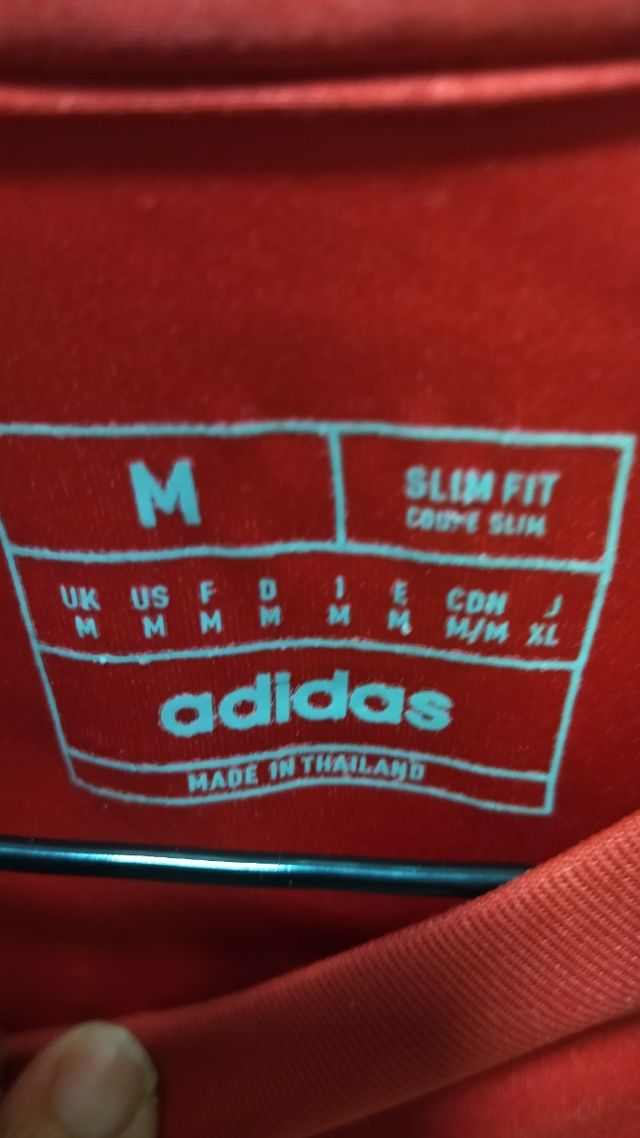 M
SLIM FIT
COUPE SLIM
UK US F D I E CDN J
M M M M M M M/M XL
adidas
MADE IN THAILAND